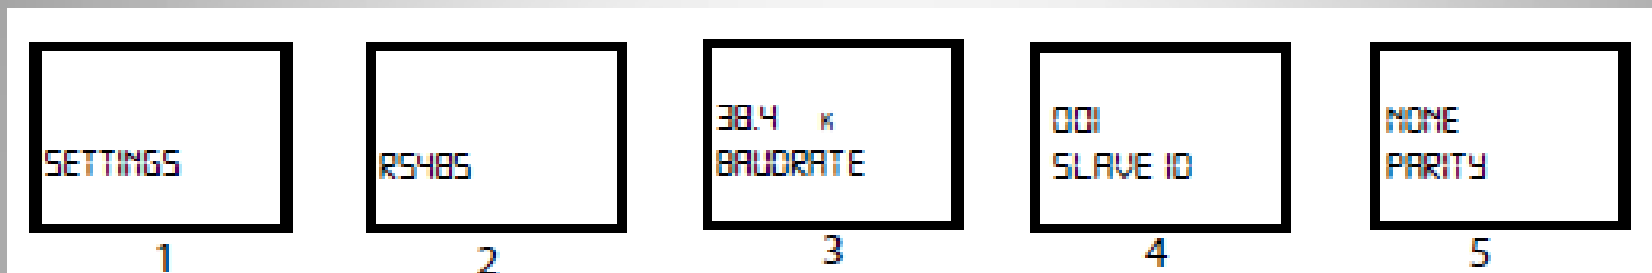 SETTINGS
1
RS485
2
38.4 K
BAUDRATE
3
001
SLAVE ID
4
NONE
PARITY
5